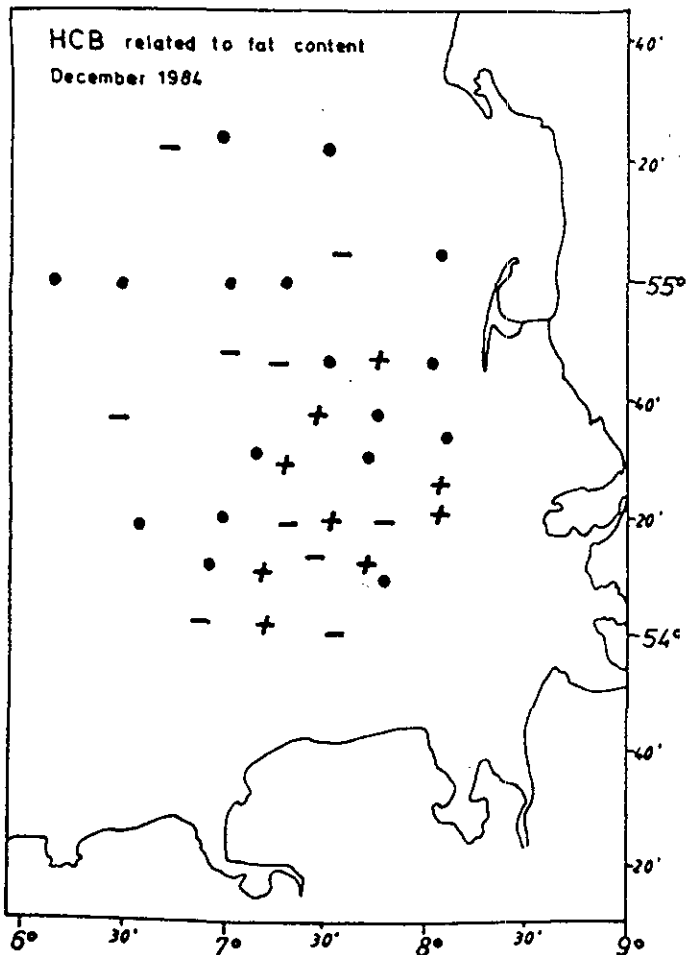 HCB related to fat content
December 1984
40'
20'
55°
40'
20'
54°
40'
20'
6° 30' 7° 30' 8° 30' 9°